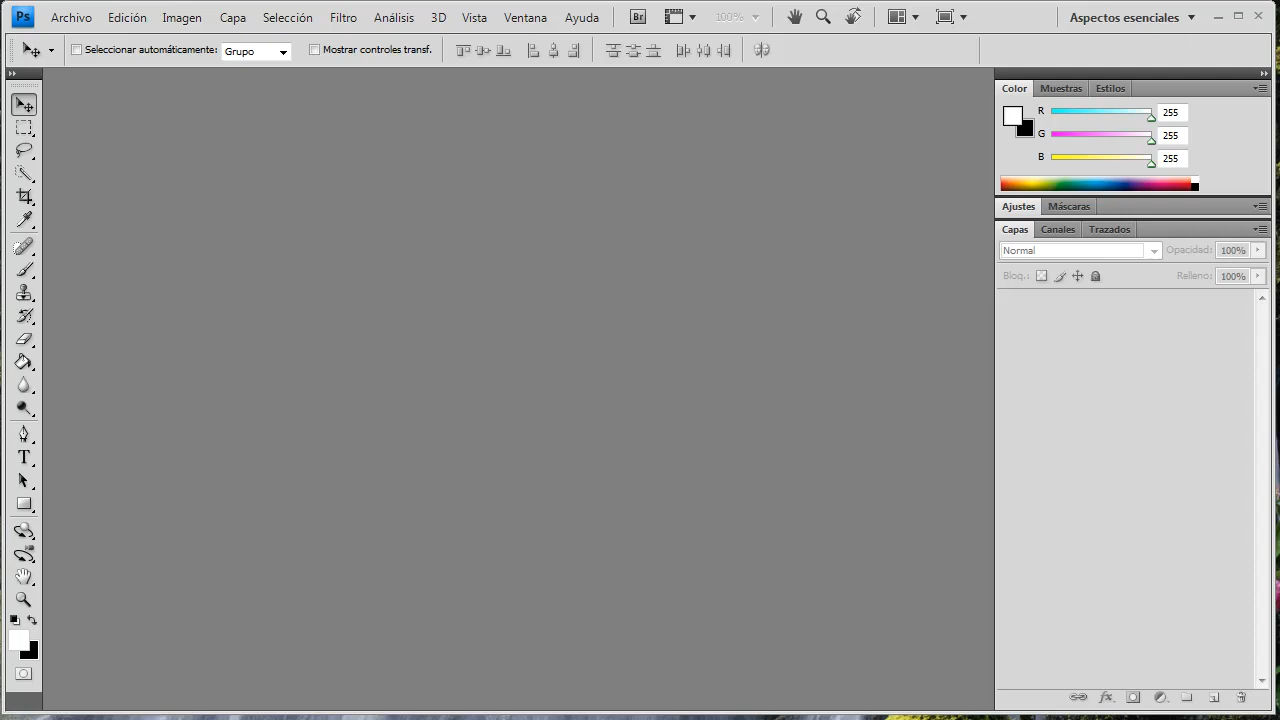 Ps Archivo Edición Imagen Capa Selección Filtro Análisis 3D Vista Ventana Ayuda Br 100% Aspectos esenciales
Seleccionar automáticamente: Grupo Mostrar controles transf.
Color Muestras Estilos
R 255
G 255
B 255
Ajustes Máscaras
Capas Canales Trazados
Normal Opacidad: 100%
Bloq.: Relleno: 100%
T
fx